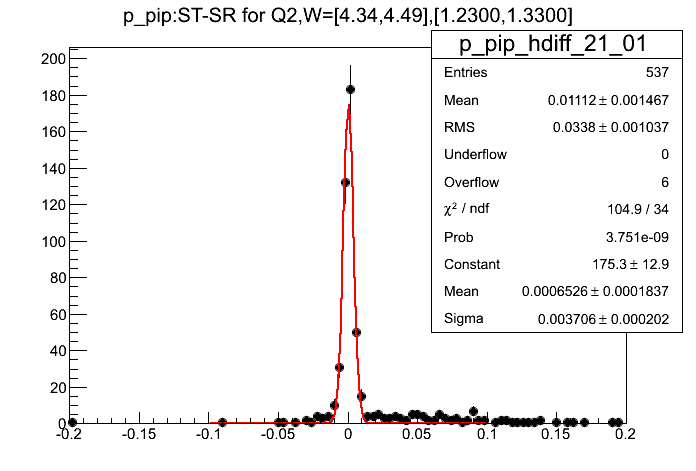 p_pip:ST-SR for Q2,W=[4.34,4.49],[1.2300,1.3300]
p_pip_hdiff_21_01
Entries 537
Mean 0.01112 ± 0.001467
RMS 0.0338 ± 0.001037
Underflow 0
Overflow 6
χ² / ndf 104.9 / 34
Prob 3.751e-09
Constant 175.3 ± 12.9
Mean 0.0006526 ± 0.0001837
Sigma 0.003706 ± 0.000202
200
180
160
140
120
100
80
60
40
20
0
-0.2 -0.15 -0.1 -0.05 0 0.05 0.1 0.15 0.2